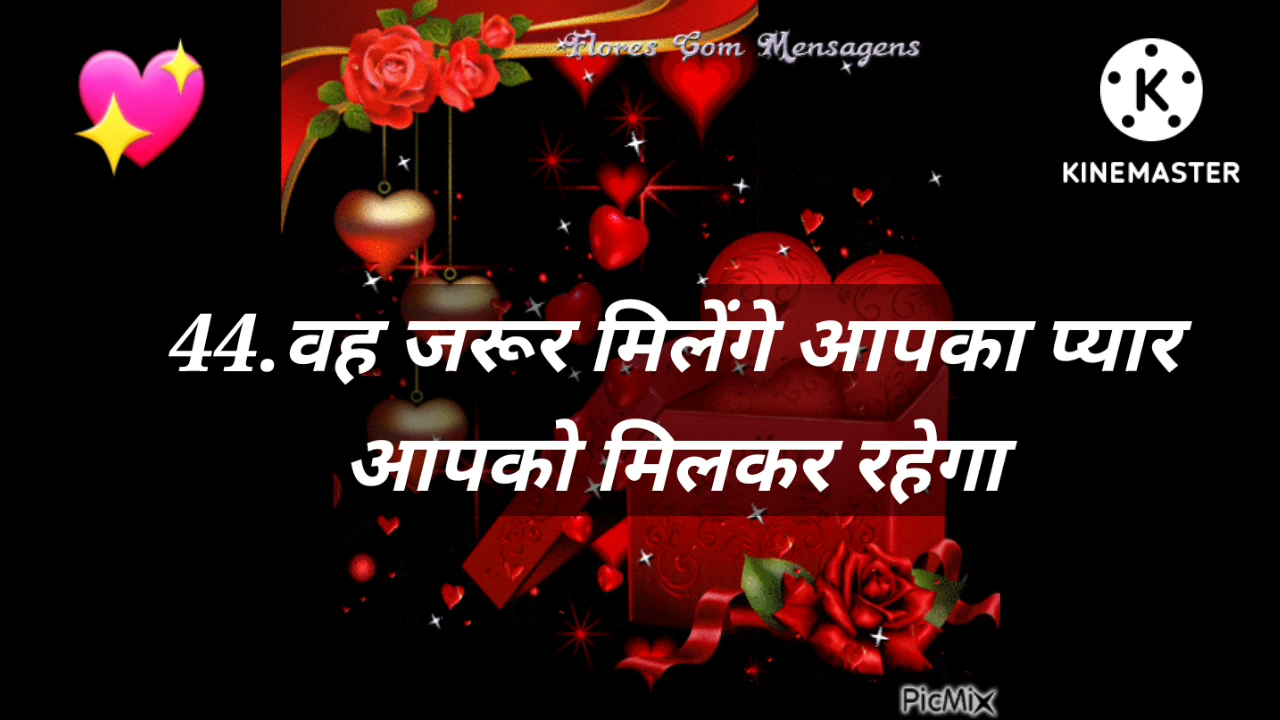 Flores Com Mensagens
K
KINEMASTER
44.वह जरूर मिलेंगे आपका प्यार
आपको मिलकर रहेगा
PicMix